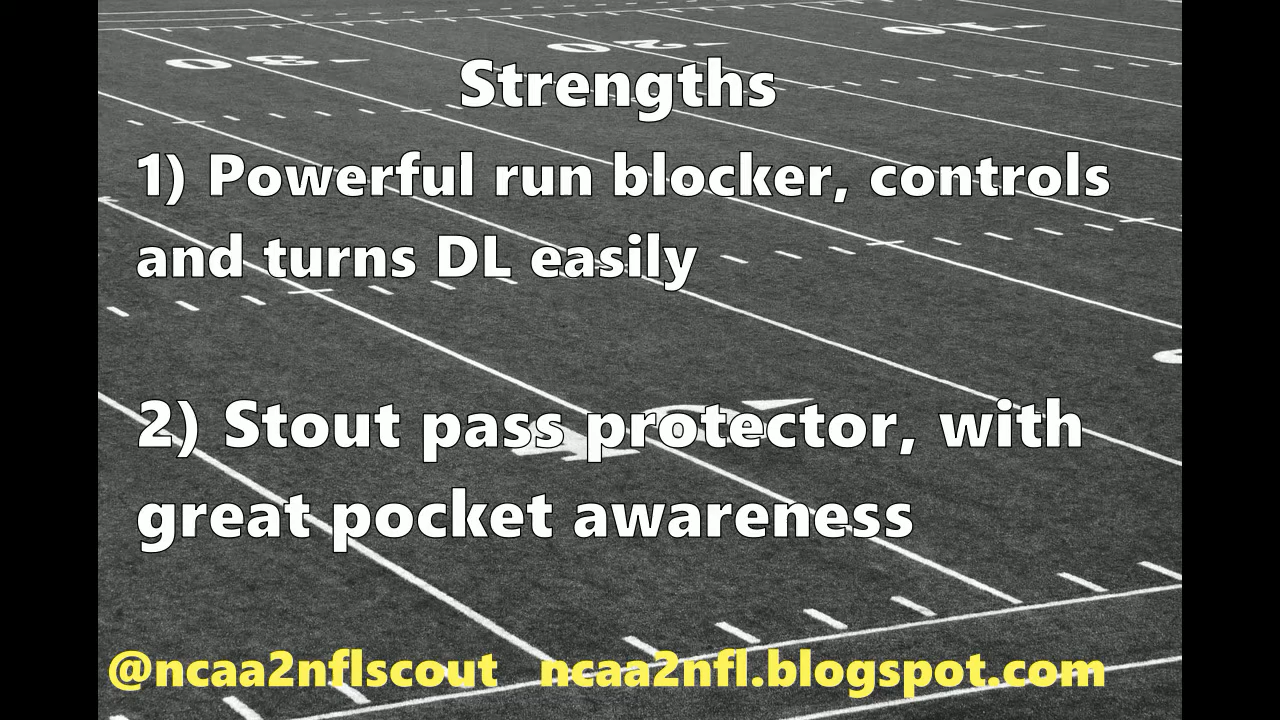 Strengths
1) Powerful run blocker, controls
and turns DL easily
2) Stout pass protector, with
great pocket awareness
@ncaa2nflscout ncaa2nfl.blogspot.com